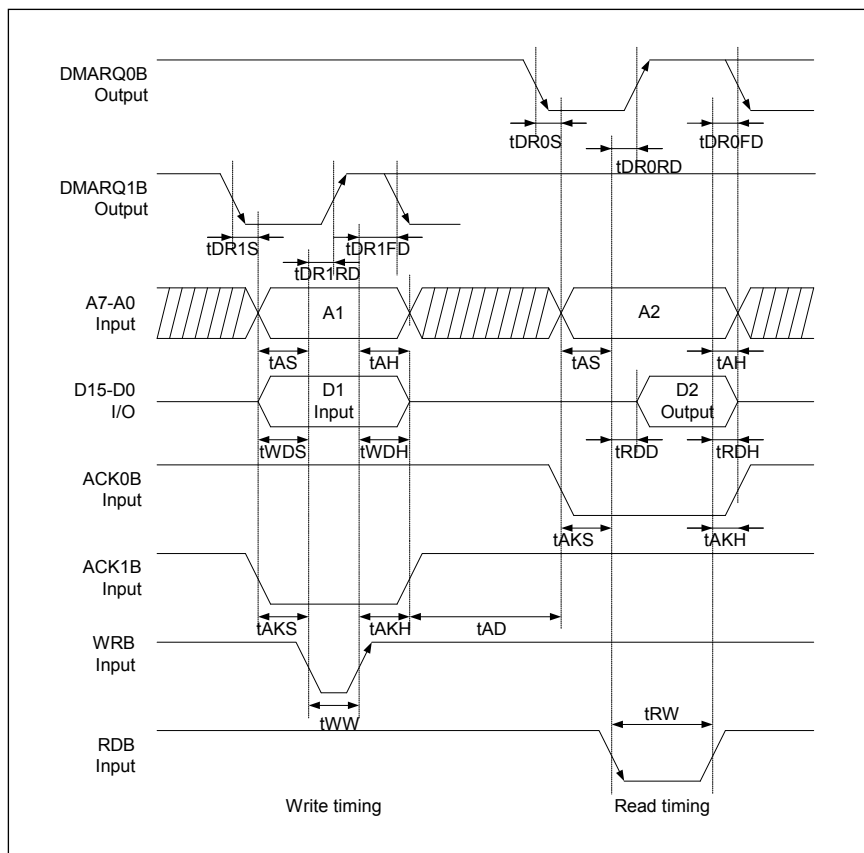 DMARQ0B
Output
tDR0S
tDR0FD
tDR0RD
DMARQ1B
Output
tDR1S
tDR1FD
tDR1RD
A7-A0
Input
A1
A2
tAS
tAH
tAS
tAH
D15-D0
I/O
D1
Input
D2
Output
tWDS
tWDH
tRDD
tRDH
ACK0B
Input
tAKS
tAKH
ACK1B
Input
tAKS
tAKH
tAD
WRB
Input
tWW
tRW
RDB
Input
Write timing
Read timing